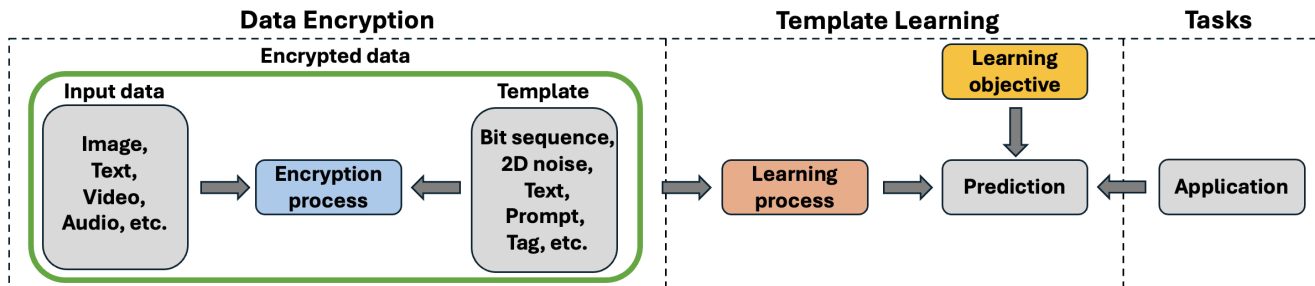 Data Encryption
Template Learning
Tasks
Encrypted data
Input data
Image,
Text,
Video,
Audio, etc.
Encryption
process
Template
Bit sequence,
2D noise,
Text,
Prompt,
Tag, etc.
Learning
process
Learning
objective
Prediction
Application